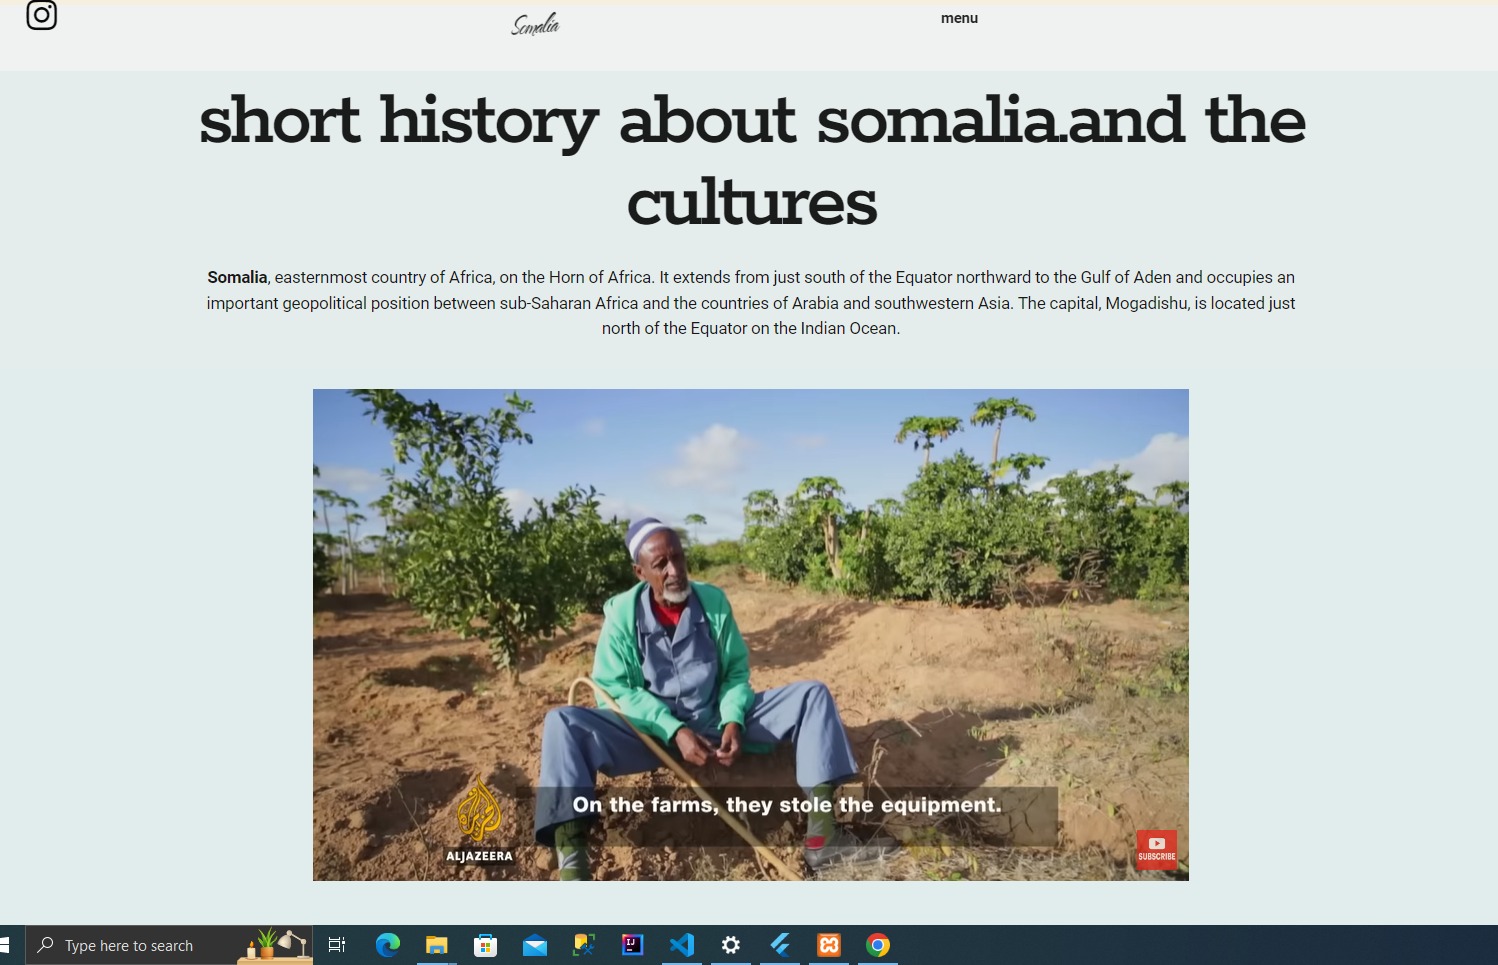 Somalia
menu
short history about somalia.and the
cultures
Somalia, easternmost country of Africa, on the Horn of Africa. It extends from just south of the Equator northward to the Gulf of Aden and occupies an
important geopolitical position between sub-Saharan Africa and the countries of Arabia and southwestern Asia. The capital, Mogadishu, is located just
north of the Equator on the Indian Ocean.
On the farms, they stole the equipment.
ALJAZEERA
SUBSCRIBE
Type here to search
IJ